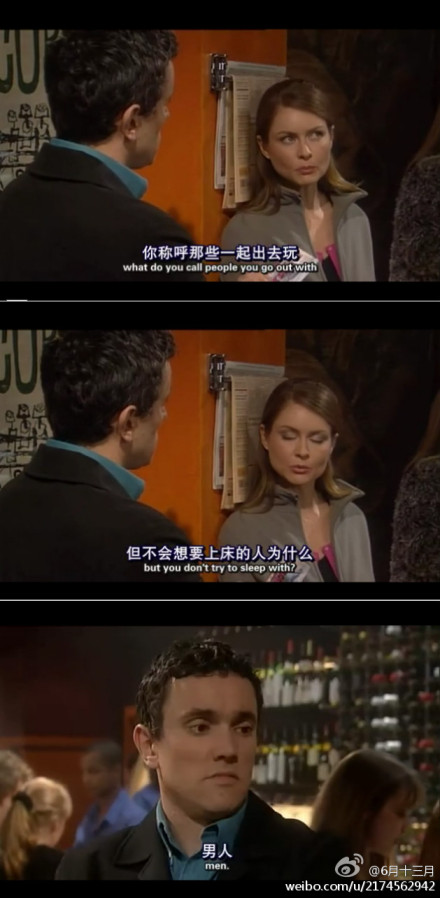 你称呼那些一起出去玩
what do you call people you go out with
但不会想要上床的人为什么
but you don't try to sleep with?
男人
men.
@6月十三月
weibo.com/u/2174562942